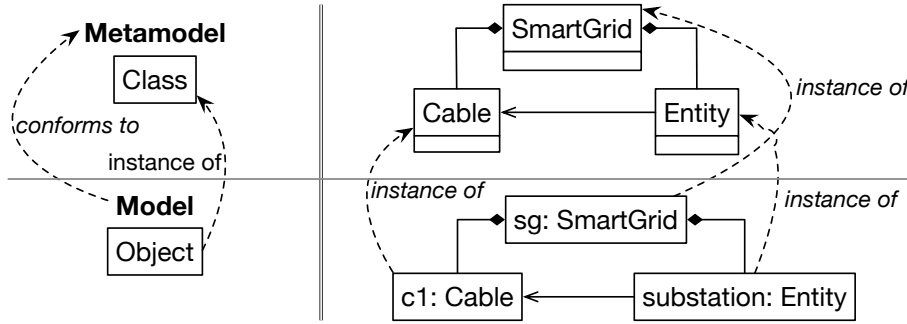 Metamodel
Class
conforms to
instance of
Model
Object
SmartGrid
instance of
Cable
Entity
instance of
instance of
sg: SmartGrid
c1: Cable
substation: Entity